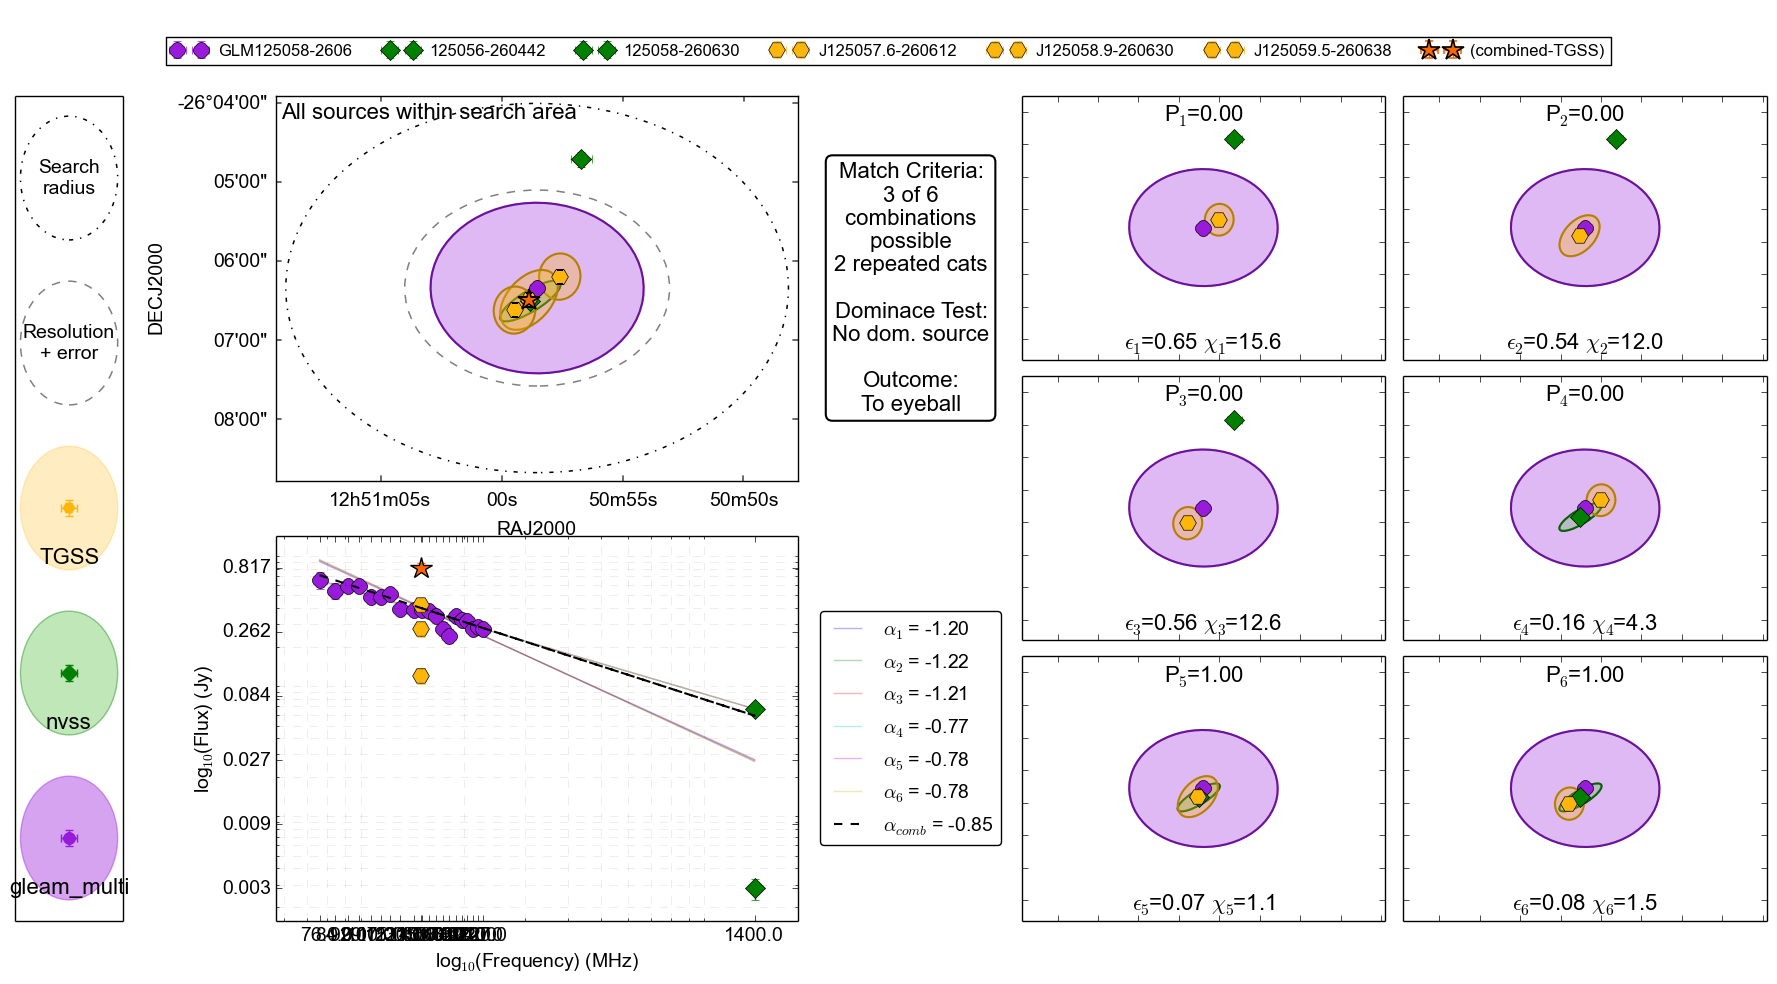 GLM125058-2606 125056-260442 125058-260630 J125057.6-260612 J125058.9-260630 J125059.5-260638 (combined-TGSS)
Search
radius
Resolution
+ error
TGSS
nvss
gleam_multi
All sources within search area
DECJ2000
-26°04'00"
05'00"
06'00"
07'00"
08'00"
12h51m05s 00s 50m55s 50m50s
RAJ2000
Match Criteria:
3 of 6
combinations
possible
2 repeated cats
Dominace Test:
No dom. source
Outcome:
To eyeball
log10(Flux) (Jy)
0.817
0.262
0.084
0.027
0.009
0.003
1400.0
log10(Frequency) (MHz)
α1 = -1.20
α2 = -1.22
α3 = -1.21
α4 = -0.77
α5 = -0.78
α6 = -0.78
αcomb = -0.85
P1=0.00
ϵ1=0.65 χ1=15.6
P2=0.00
ϵ2=0.54 χ2=12.0
P3=0.00
ϵ3=0.56 χ3=12.6
P4=0.00
ϵ4=0.16 χ4=4.3
P5=1.00
ϵ5=0.07 χ5=1.1
P6=1.00
ϵ6=0.08 χ6=1.5